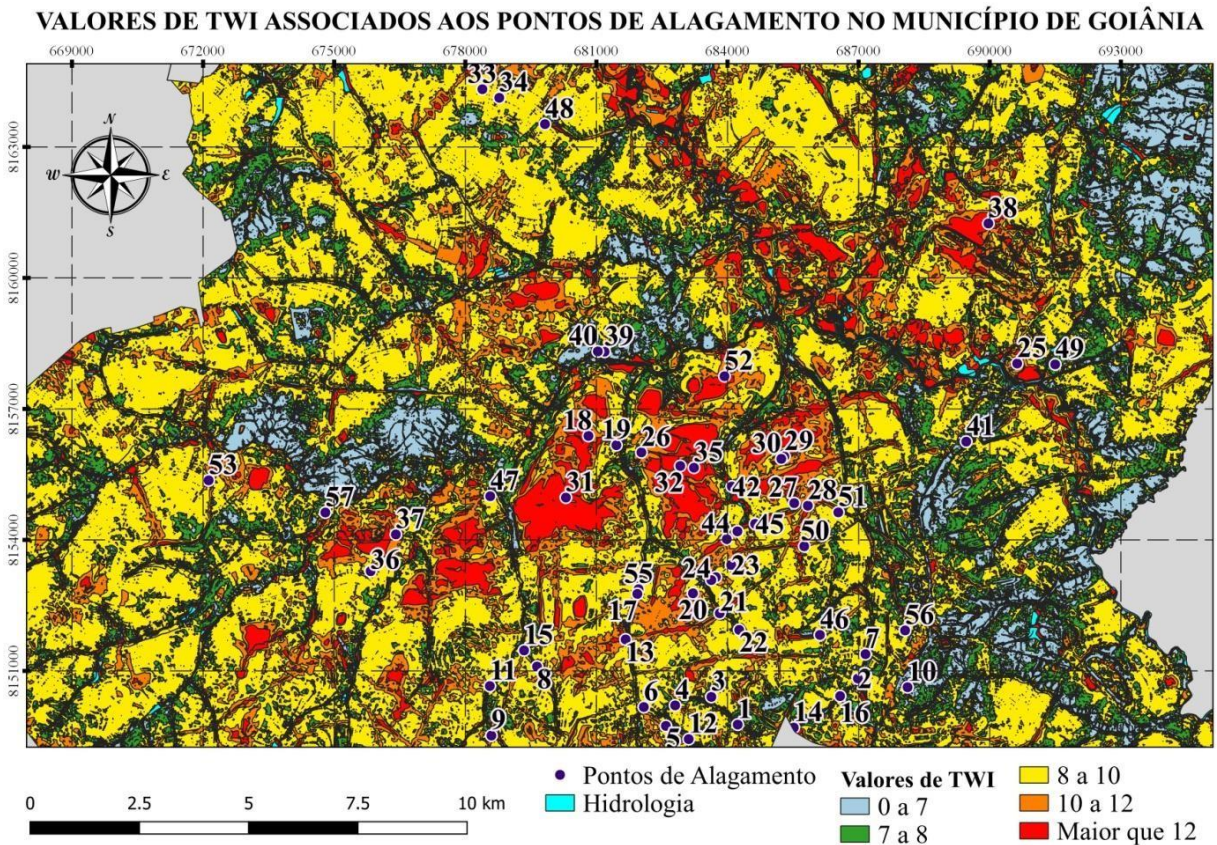 VALORES DE TWI ASSOCIADOS AOS PONTOS DE ALAGAMENTO NO MUNICÍPIO DE GOIÂNIA
669000 672000 675000 678000 681000 684000 687000 690000 693000
33 34
48
8163000
N
W E
S
38
8160000
40 39
25 49
52
8157000
18 19 26
30 29
41
35
32
53
47
31
42 27 28 51
57
37
44 45
50
8154000
36
24 23
55
17 20 21
22
46 56
15
13
7
8151000
11 8
2 10
6 4 3
16
9
5 12 1 14
0 2.5 5 7.5 10 km
Pontos de Alagamento
Hidrologia
Valores de TWI
0 a 7
7 a 8
8 a 10
10 a 12
Maior que 12